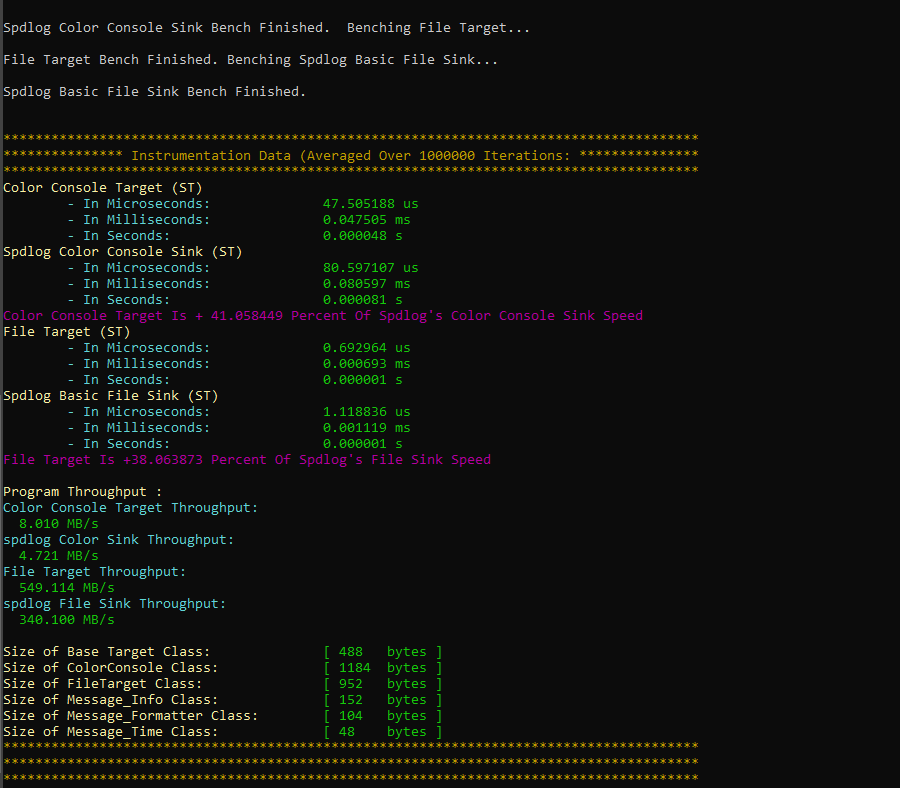 Spdlog Color Console Sink Bench Finished.  Benching File Target...
File Target Bench Finished. Benching Spdlog Basic File Sink...
Spdlog Basic File Sink Bench Finished.
***************************************************************************************
*************** Instrumentation Data (Averaged Over 1000000 Iterations: ***************
***************************************************************************************
Color Console Target (ST)
        - In Microseconds:              47.505188 us
        - In Milliseconds:              0.047505 ms
        - In Seconds:                   0.000048 s
Spdlog Color Console Sink (ST)
        - In Microseconds:              80.597107 us
        - In Milliseconds:              0.080597 ms
        - In Seconds:                   0.000081 s
Color Console Target Is + 41.058449 Percent Of Spdlog's Color Console Sink Speed
File Target (ST)
        - In Microseconds:              0.692964 us
        - In Milliseconds:              0.000693 ms
        - In Seconds:                   0.000001 s
Spdlog Basic File Sink (ST)
        - In Microseconds:              1.118836 us
        - In Milliseconds:              0.001119 ms
        - In Seconds:                   0.000001 s
File Target Is +38.063873 Percent Of Spdlog's File Sink Speed
Program Throughput :
Color Console Target Throughput:
  8.010 MB/s
spdlog Color Sink Throughput:
  4.721 MB/s
File Target Throughput:
  549.114 MB/s
spdlog File Sink Throughput:
  340.100 MB/s
Size of Base Target Class:              [ 488   bytes ]
Size of ColorConsole Class:             [ 1184  bytes ]
Size of FileTarget Class:               [ 952   bytes ]
Size of Message_Info Class:             [ 152   bytes ]
Size of Message_Formatter Class:        [ 104   bytes ]
Size of Message_Time Class:             [ 48    bytes ]
***************************************************************************************
***************************************************************************************
***************************************************************************************